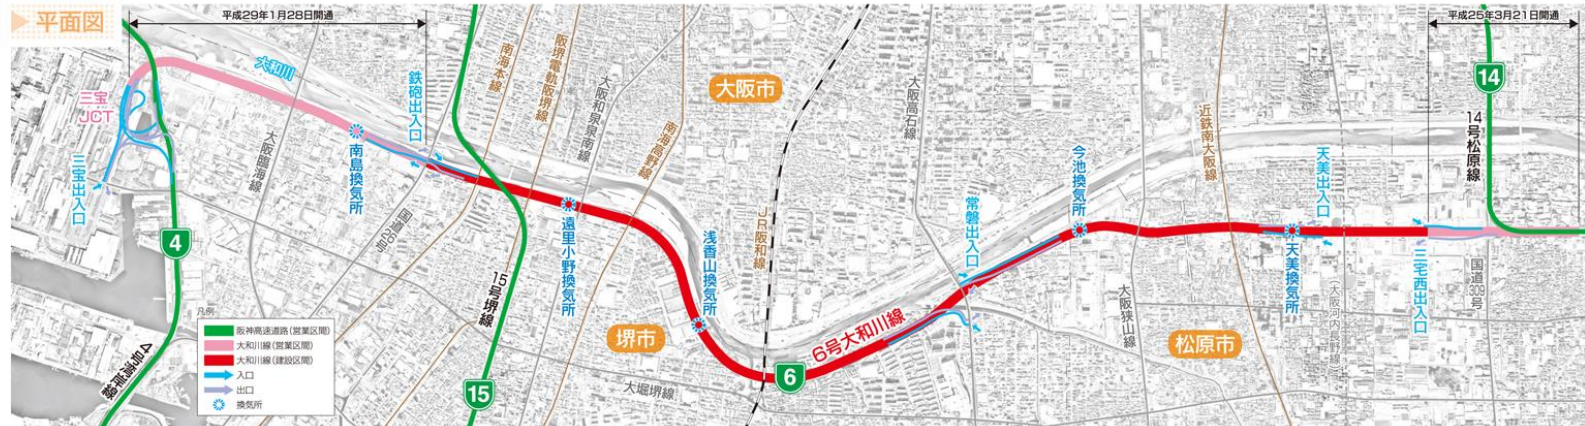 平面図
平成29年1月28日開通
平成25年3月21日開通
大和川
三宝
JCT
三宝出入口
4
4号湾岸線
大阪臨海線
南島換気所
国道26号
鉄砲出入口
南海本線
阪堺電軌阪堺線
大阪和泉泉南線
南海高野線
15号堺線
15
遠里小野換気所
浅香山換気所
堺市
大堀堺線
大阪市
JR阪和線
6
6号大和川線
大阪高石線
常磐出入口
今池換気所
大阪狭山線
近鉄南大阪線
松原市
天美換気所
天美出入口
大阪河内長野線
三宅西出入口
国道309号
14号松原線
14
凡例
阪神高速道路(営業区間)
大和川線(営業区間)
大和川線(建設区間)
入口
出口
換気所